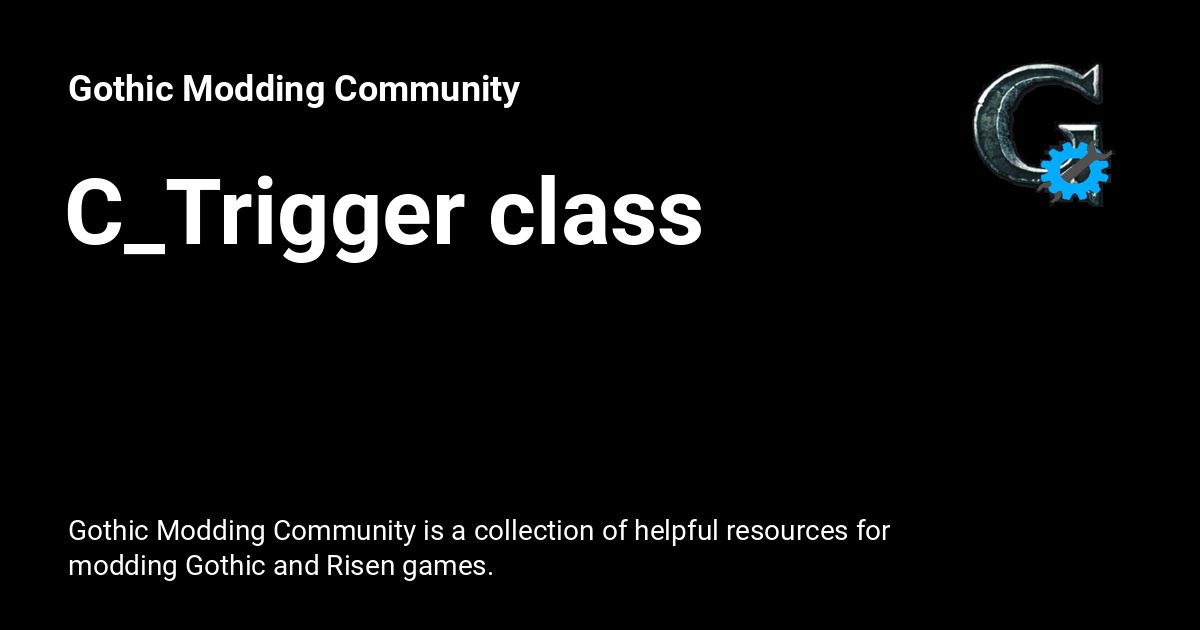 Gothic Modding Community
C_Trigger class
Gothic Modding Community is a collection of helpful resources for
modding Gothic and Risen games.